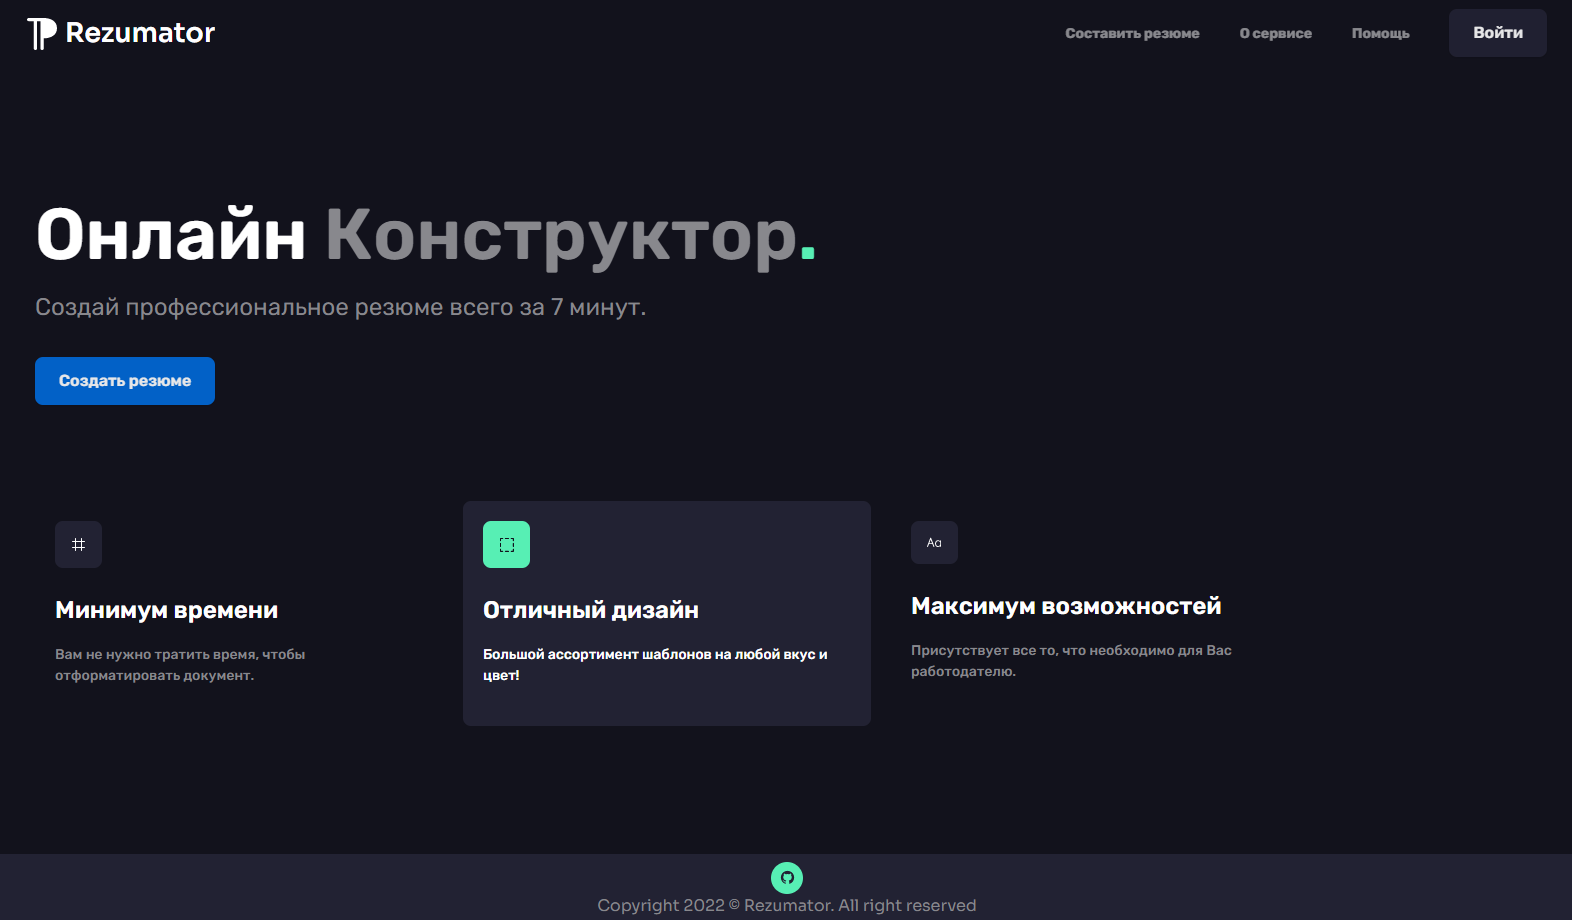 Rezumator
Составить резюме
О сервисе
Помощь
Войти
Онлайн Конструктор.
Создай профессиональное резюме всего за 7 минут.
Создать резюме
Минимум времени
Вам не нужно тратить время, чтобы
отформатировать документ.
Отличный дизайн
Большой ассортимент шаблонов на любой вкус и
цвет!
Aa
Максимум возможностей
Присутствует все то, что необходимо для Вас
работодателю.
Copyright 2022 © Rezumator. All right reserved